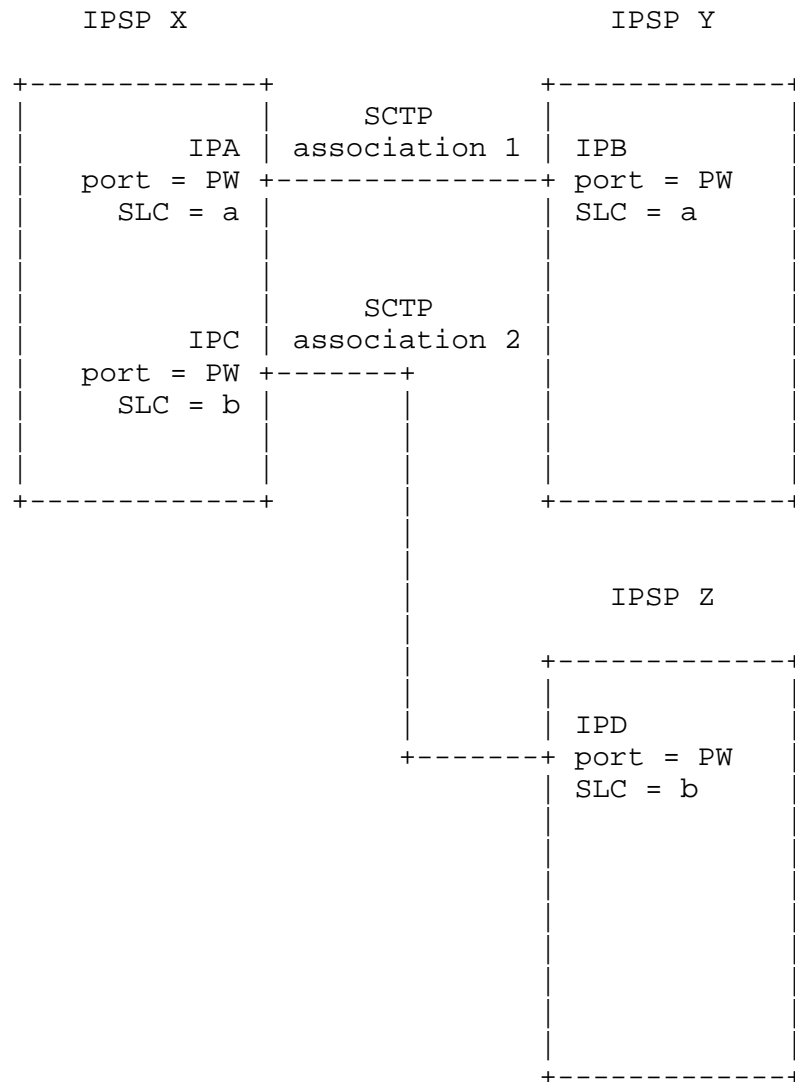 IPSP X IPSP Y
SCTP
IPA association 1 IPB
port = PW port = PW
SLC = a SLC = a
SCTP
IPC association 2
port = PW
SLC = b
IPSP Z
IPD
port = PW
SLC = b